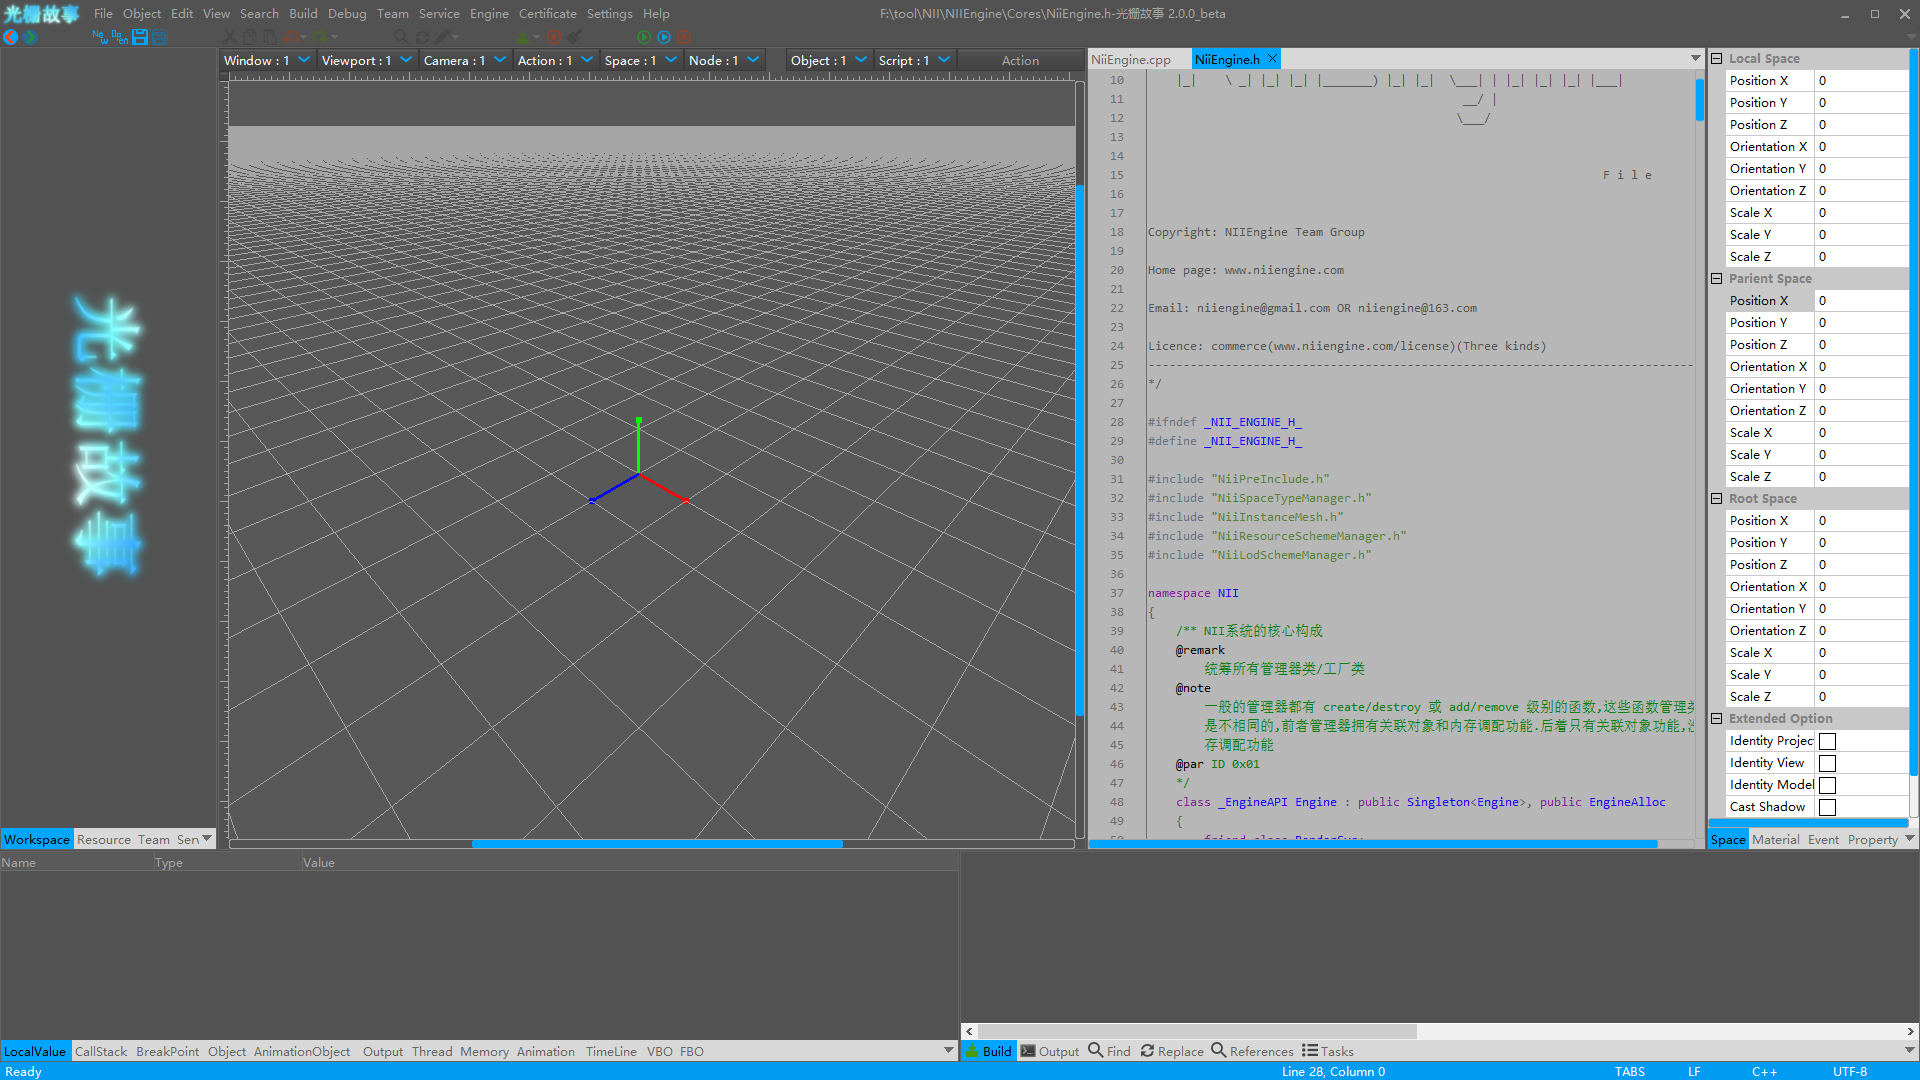 光栅故事 File Object Edit View Search Build Debug Team Service Engine Certificate Settings Help F:\tool\NII\NIIEngine\Cores\NiiEngine.h-光栅故事 2.0.0_beta
New Open
Window : 1 Viewport : 1 Camera : 1 Action : 1 Space : 1 Node : 1 Object : 1 Script : 1 Action
光栅故事
Workspace Resource Team Serv
NiiEngine.cpp NiiEngine.h
10 |_| \ _| |_| |_| |_______) |_| |_| \___| | |_| |_| |_| |___|
11 __/ |
12 \___/
13
14
15 F i l e
16
17
18 Copyright: NIIEngine Team Group
19
20 Home page: www.niiengine.com
21
22 Email: niiengine@gmail.com OR niiengine@163.com
23
24 Licence: commerce(www.niiengine.com/license)(Three kinds)
25 ------------------------------------------------------------------------------
26 */
27
28 #ifndef _NII_ENGINE_H_
29 #define _NII_ENGINE_H_
30
31 #include "NiiPreInclude.h"
32 #include "NiiSpaceTypeManager.h"
33 #include "NiiInstanceMesh.h"
34 #include "NiiResourceSchemeManager.h"
35 #include "NiiLodSchemeManager.h"
36
37 namespace NII
38 {
39 /** NII系统的核心构成
40 @remark
41 统筹所有管理器类/工厂类
42 @note
43 一般的管理器都有 create/destroy 或 add/remove 级别的函数,这些函数管理类
44 是不相同的,前者管理器拥有关联对象和内存调配功能.后着只有关联对象功能,
45 存调配功能
46 @par ID 0x01
47 */
48 class _EngineAPI Engine : public Singleton<Engine>, public EngineAlloc
49 {
50 friend class RenderSys;
Local Space
Position X 0
Position Y 0
Position Z 0
Orientation X 0
Orientation Y 0
Orientation Z 0
Scale X 0
Scale Y 0
Scale Z 0
Parient Space
Position X 0
Position Y 0
Position Z 0
Orientation X 0
Orientation Y 0
Orientation Z 0
Scale X 0
Scale Y 0
Scale Z 0
Root Space
Position X 0
Position Y 0
Position Z 0
Orientation X 0
Orientation Y 0
Orientation Z 0
Scale X 0
Scale Y 0
Scale Z 0
Extended Option
Identity Projec
Identity View
Identity Model
Cast Shadow
Space Material Event Property
Name Type Value
LocalValue CallStack BreakPoint Object AnimationObject Output Thread Memory Animation TimeLine VBO FBO
Build Output Find Replace References Tasks
Ready Line 28, Column 0 TABS LF C++ UTF-8